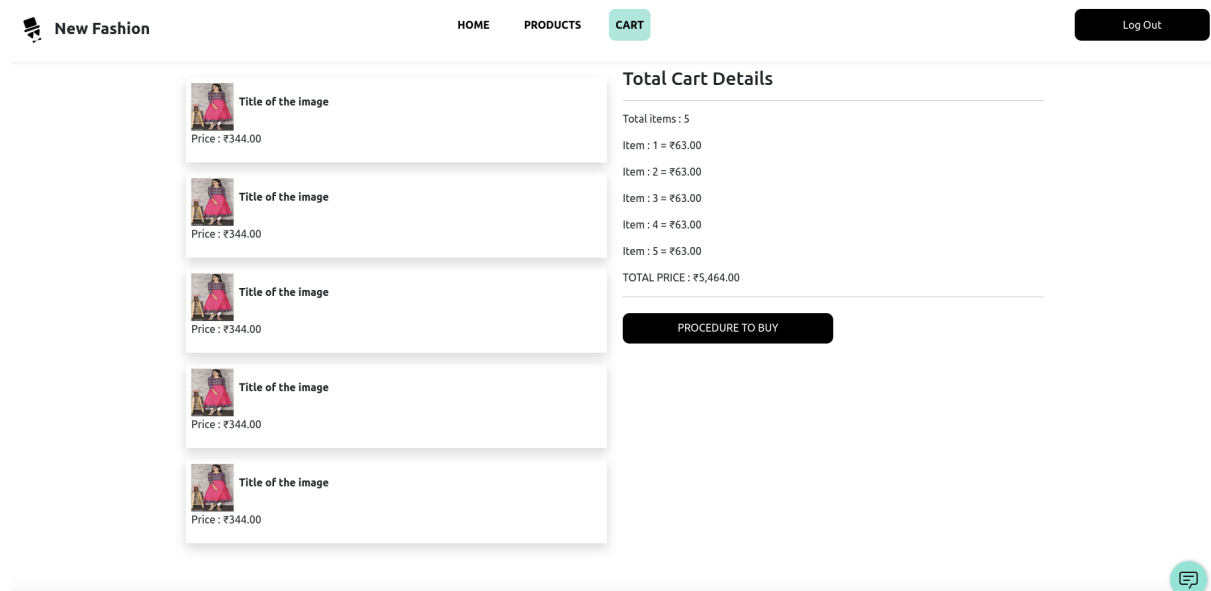 New Fashion
HOME PRODUCTS CART
Log Out
Title of the image
Price : ₹344.00
Title of the image
Price : ₹344.00
Title of the image
Price : ₹344.00
Title of the image
Price : ₹344.00
Title of the image
Price : ₹344.00
Total Cart Details
Total items : 5
Item : 1 = ₹63.00
Item : 2 = ₹63.00
Item : 3 = ₹63.00
Item : 4 = ₹63.00
Item : 5 = ₹63.00
TOTAL PRICE : ₹5,464.00
PROCEDURE TO BUY